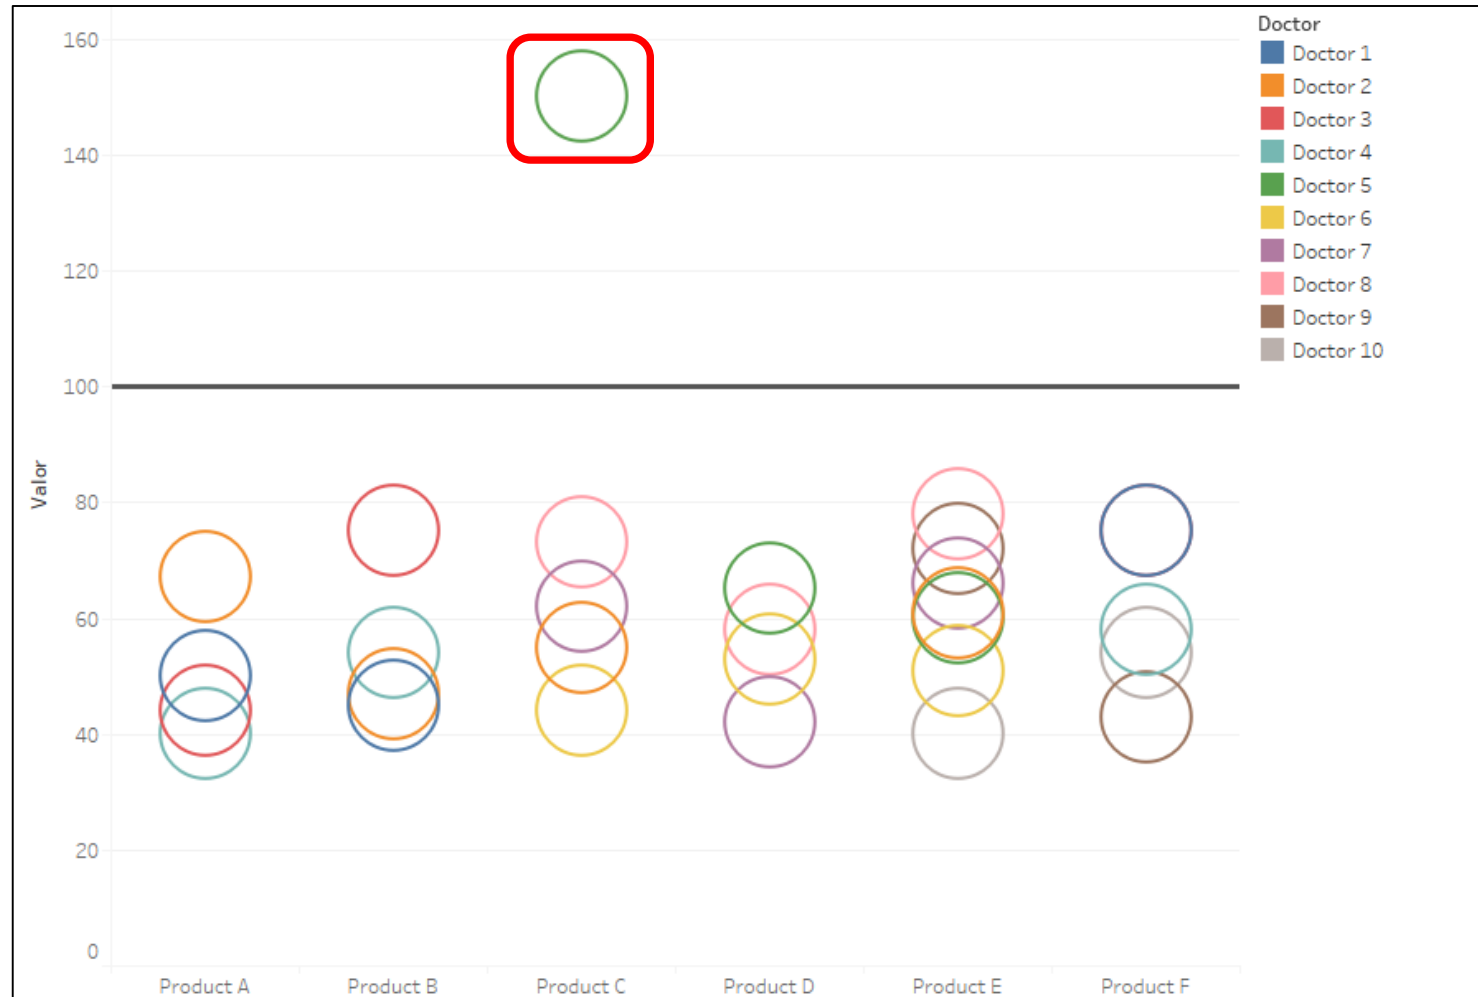 160
140
120
100
80
60
40
20
0
Valor
Product A
Product B
Product C
Product D
Product E
Product F
Doctor
Doctor 1
Doctor 2
Doctor 3
Doctor 4
Doctor 5
Doctor 6
Doctor 7
Doctor 8
Doctor 9
Doctor 10